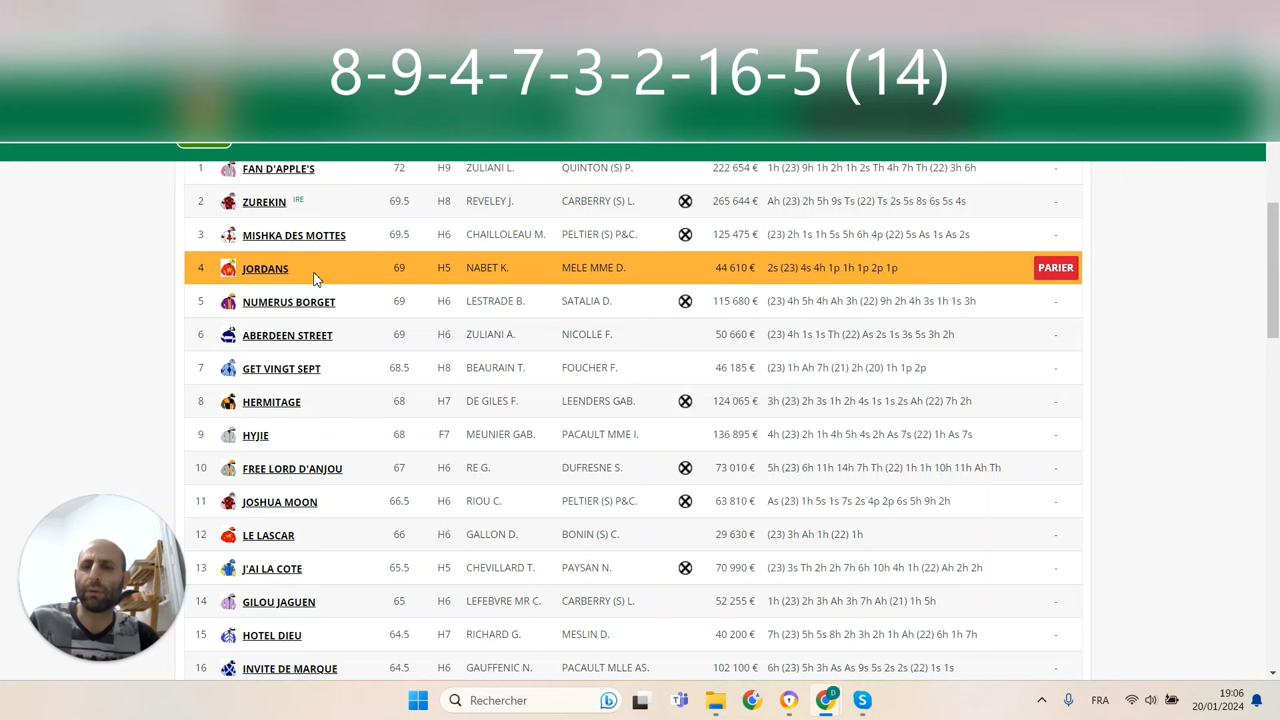 8-9-4-7-3-2-16-5 (14)
1 FAN D'APPLE'S 72 H9 ZULIANI L. QUINTON (S) P. 222 654 € 1h (23) 9h 1h 2h 1h 2s Th 4h 7h Th (22) 3h 6h -
2 ZUREKIN IRE 69.5 H8 REVELEY J. CARBERRY (S) L. 265 644 € Ah (23) 2h 5h 9s Ts (22) Ts 2s 5s 8s 6s 5s 4s -
3 MISHKA DES MOTTES 69.5 H6 CHAILLOLEAU M. PELTIER (S) P&C. 125 475 € (23) 2h 1s 1h 5s 5h 6h 4p (22) 5s As 1s As 2s -
4 JORDANS 69 H5 NABET K. MELE MME D. 44 610 € 2s (23) 4s 4h 1p 1h 1p 2p 1p PARIER
5 NUMERUS BORGET 69 H6 LESTRADE B. SATALIA D. 115 680 € (23) 4h 5h 4h Ah 3h (22) 9h 2h 4h 3s 1h 1s 3h -
6 ABERDEEN STREET 69 H6 ZULIANI A. NICOLLE F. 50 660 € (23) 4h 1s 1s Th (22) As 2s 1s 3s 5s 3h 2h -
7 GET VINGT SEPT 68.5 H8 BEAURAIN T. FOUCHER F. 46 185 € (23) 1h Ah 7h (21) 2h (20) 1h 1p 2p -
8 HERMITAGE 68 H7 DE GILES F. LEENDERS GAB. 124 065 € 3h (23) 2h 3s 1h 2h 4s 1s 1s 2s Ah (22) 7h 2h -
9 HYJIE 68 F7 MEUNIER GAB. PACAULT MME I. 136 895 € 4h (23) 2h 1h 4h 5h 4s 2h As 7s (22) 1h As 7s -
10 FREE LORD D'ANJOU 67 H6 RE G. DUFRESNE S. 73 010 € 5h (23) 6h 11h 14h 7h Th (22) 1h 1h 10h 11h Ah Th -
11 JOSHUA MOON 66.5 H6 RIOU C. PELTIER (S) P&C. 63 810 € As (23) 1h 5s 1s 7s 2s 4p 2p 6s 5h 9h 2h -
12 LE LASCAR 66 H6 GALLON D. BONIN (S) C. 29 630 € (23) 3h Ah 1h (22) 1h -
13 J'AI LA COTE 65.5 H5 CHEVILLARD T. PAYSAN N. 70 990 € (23) 3s Th 2h 2h 7h 6h 10h 4h 1h (22) Ah 2h 2h -
14 GILOU JAGUEN 65 H6 LEFEBVRE MR C. CARBERRY (S) L. 52 255 € 1h (23) 2h 3h Ah 3h 7h Ah (21) 1h 5h -
15 HOTEL DIEU 64.5 H7 RICHARD G. MESLIN D. 40 200 € 7h (23) 5h 5s 8h 2h 3h 2h 1h Ah (22) 6h 1h 7h -
16 INVITE DE MARQUE 64.5 H6 GAUFFENIC N. PACAULT MLLE AS. 102 100 € 6h (23) 5h 3h As As 9s 5s 2s 2s (22) 1s 1s -
Rechercher FRA 19:06
20/01/2024